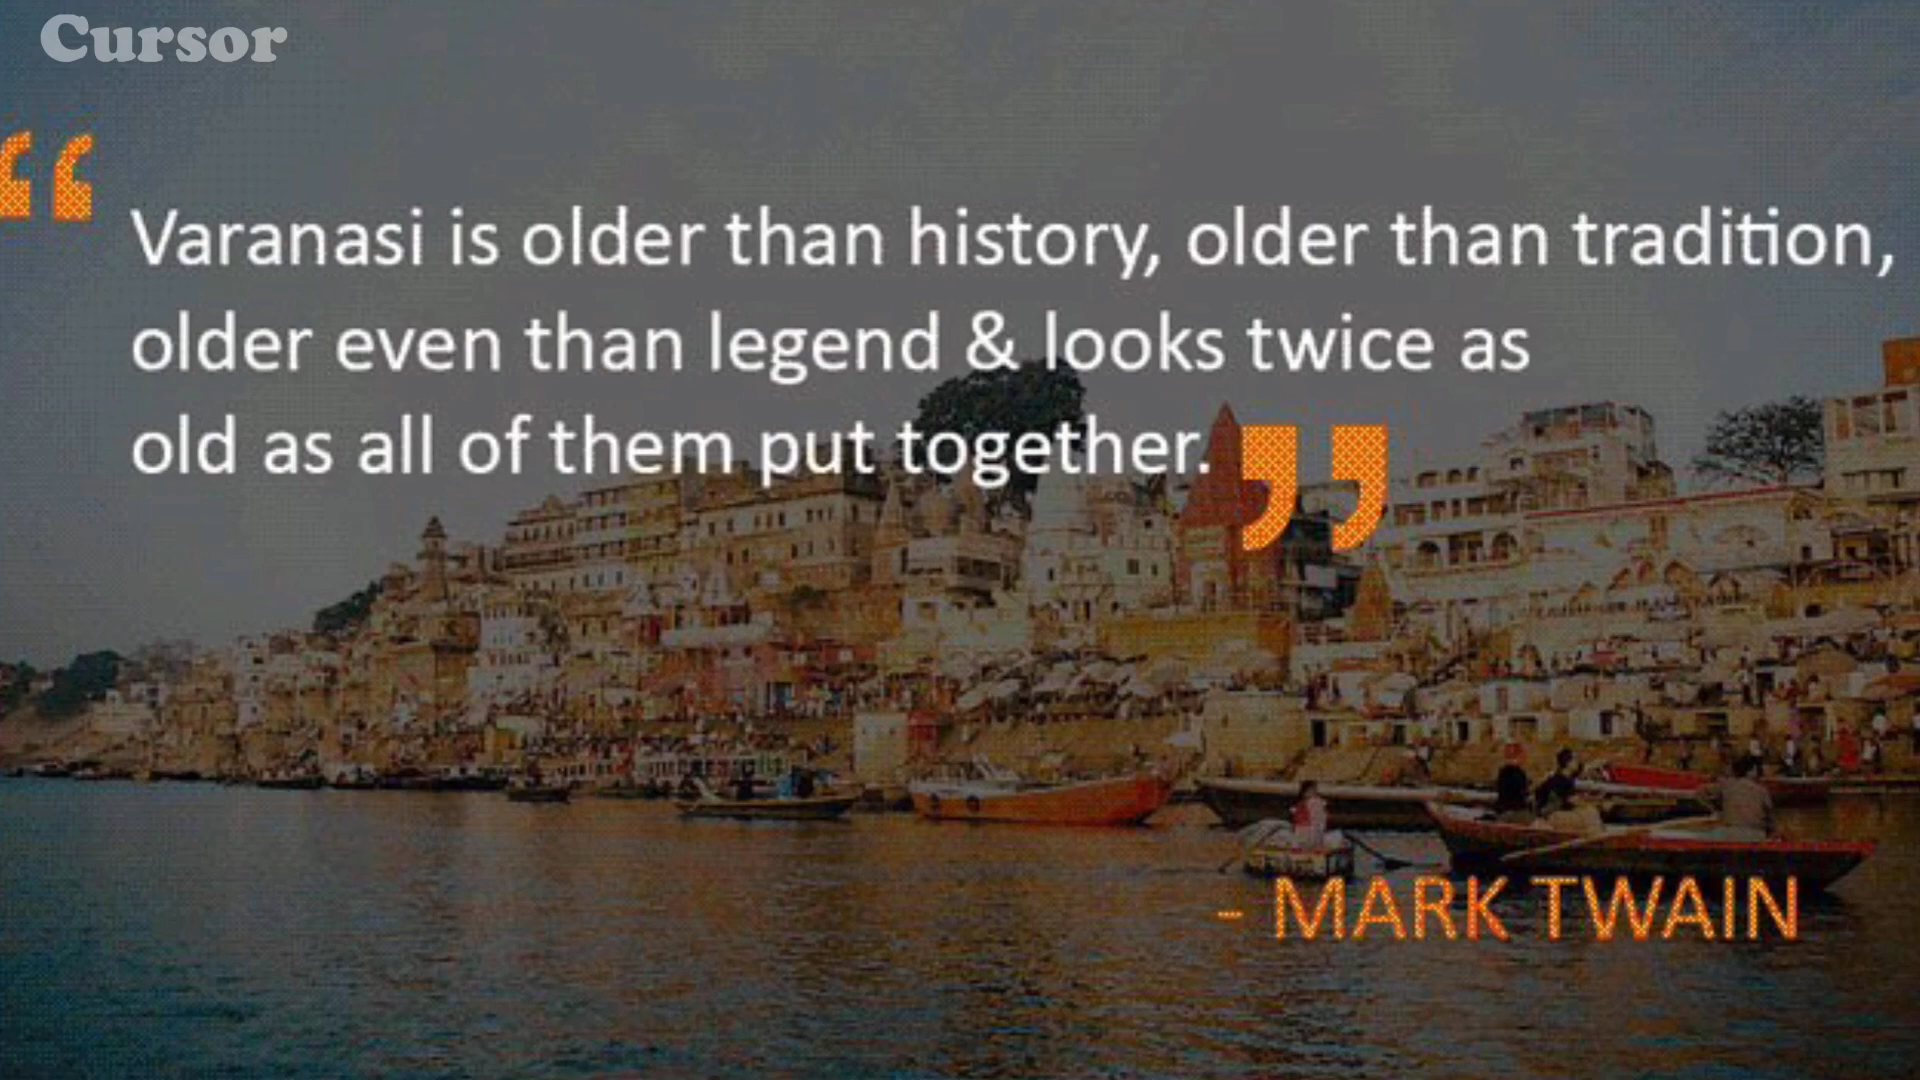 Cursor
“ Varanasi is older than history, older than tradition,
older even than legend & looks twice as
old as all of them put together. ”
- MARK TWAIN